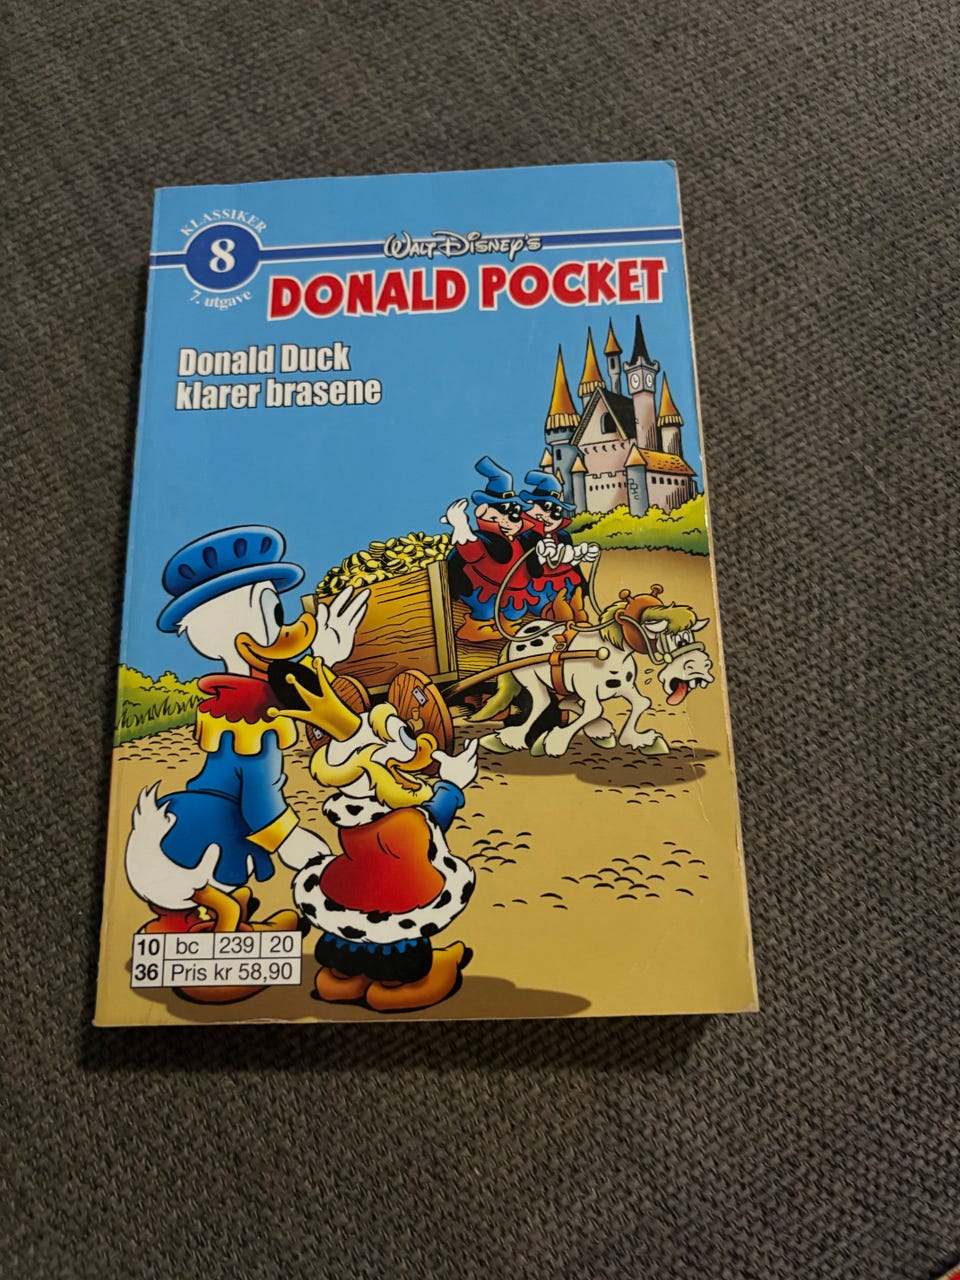 KLASSIKER
8
7. utgave
WALT DISNEY'S
DONALD POCKET
Donald Duck
klarer brasene
10 bc 239 20
36 Pris kr 58,90